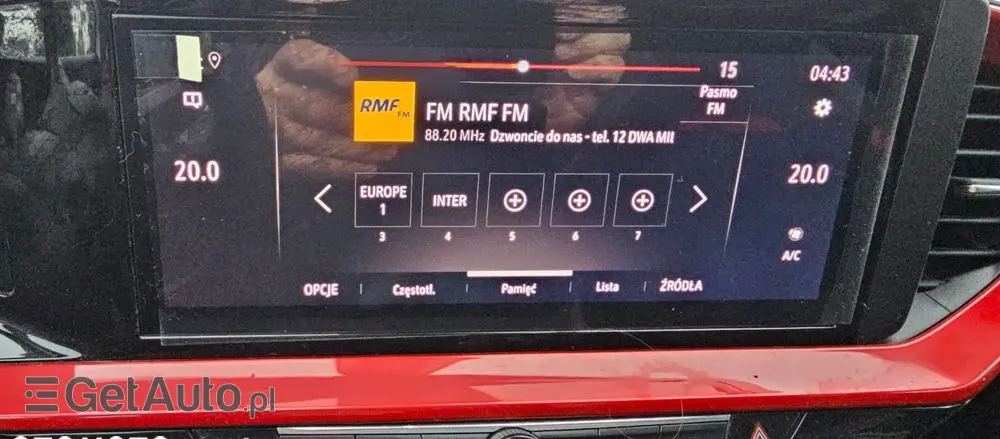 15
04:43
Pasmo
FM
RMF FM
FM RMF FM
88.20 MHz Dzwoncie do nas - tel. 12 DWA MII
20.0
20.0
EUROPE
1
INTER
3
4
5
6
7
A/C
OPCJE
Częstotl.
Pamięć
Lista
ŹRÓDŁA
GetAuto.pl